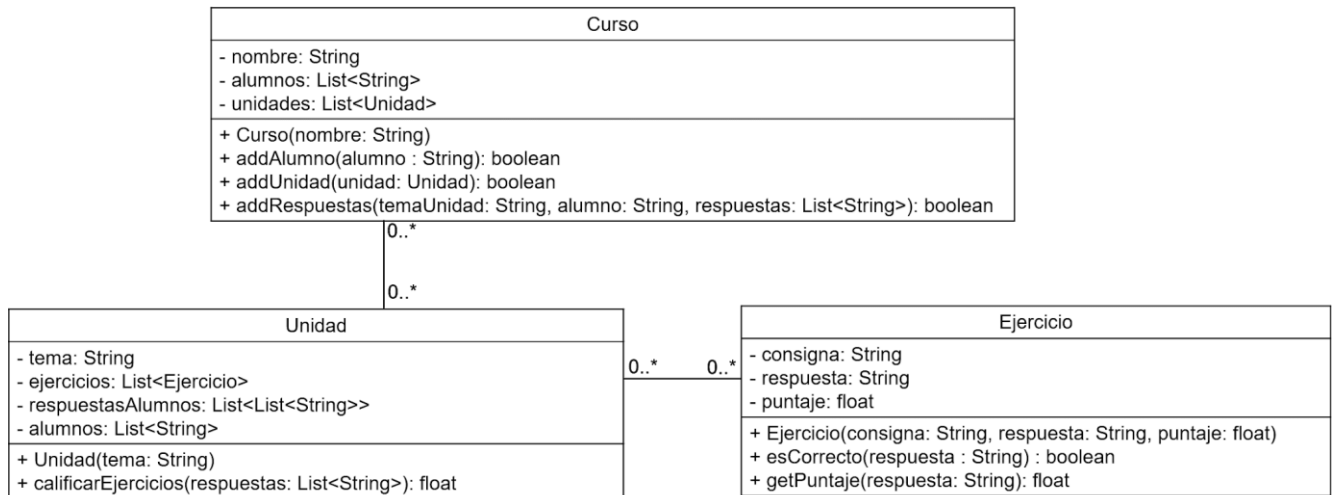 Curso
- nombre: String
- alumnos: List<String>
- unidades: List<Unidad>
+ Curso(nombre: String)
+ addAlumno(alumno : String): boolean
+ addUnidad(unidad: Unidad): boolean
+ addRespuestas(temaUnidad: String, alumno: String, respuestas: List<String>): boolean
0..*
0..*
Unidad
- tema: String
- ejercicios: List<Ejercicio>
- respuestasAlumnos: List<List<String>>
- alumnos: List<String>
+ Unidad(tema: String)
+ calificarEjercicios(respuestas: List<String>): float
0..*
0..*
Ejercicio
- consigna: String
- respuesta: String
- puntaje: float
+ Ejercicio(consigna: String, respuesta: String, puntaje: float)
+ esCorrecto(respuesta : String) : boolean
+ getPuntaje(respuesta: String): float